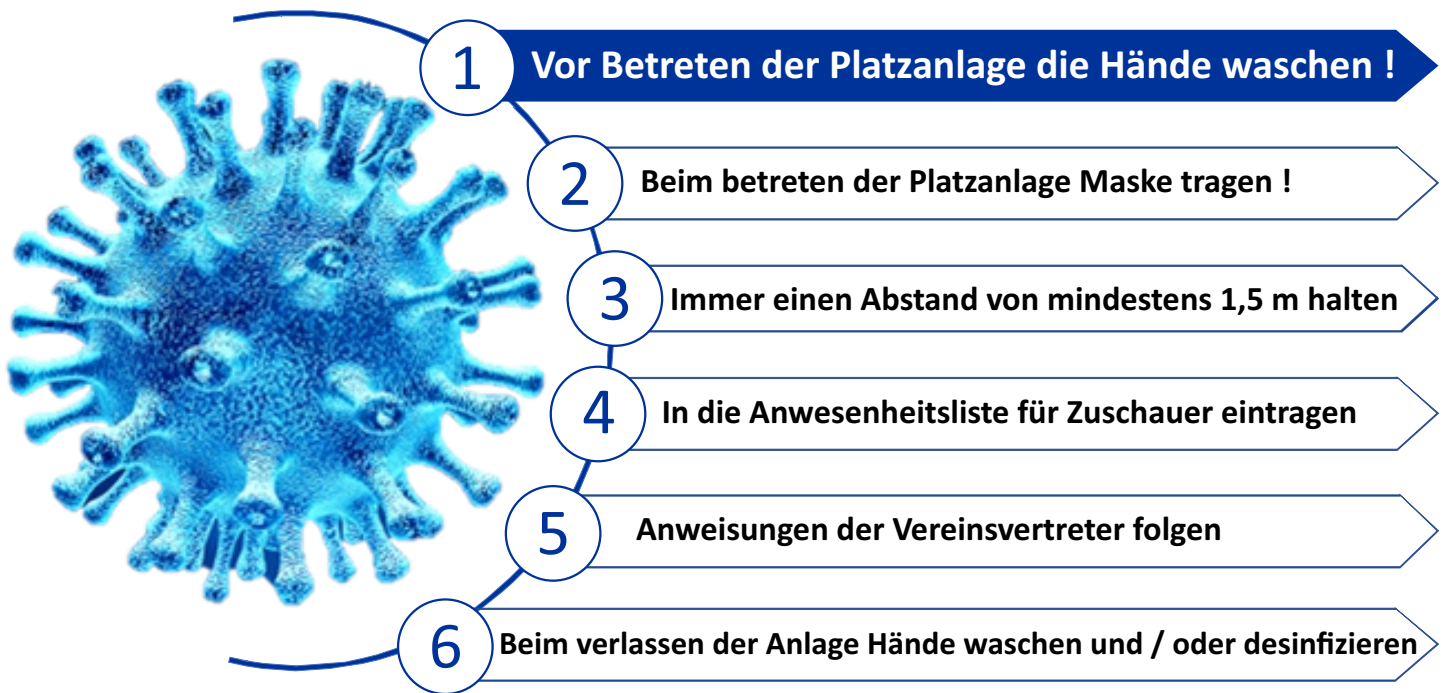 1 Vor Betreten der Platzanlage die Hände waschen !
2 Beim betreten der Platzanlage Maske tragen !
3 Immer einen Abstand von mindestens 1,5 m halten
4 In die Anwesenheitsliste für Zuschauer eintragen
5 Anweisungen der Vereinsvertreter folgen
6 Beim verlassen der Anlage Hände waschen und / oder desinfizieren